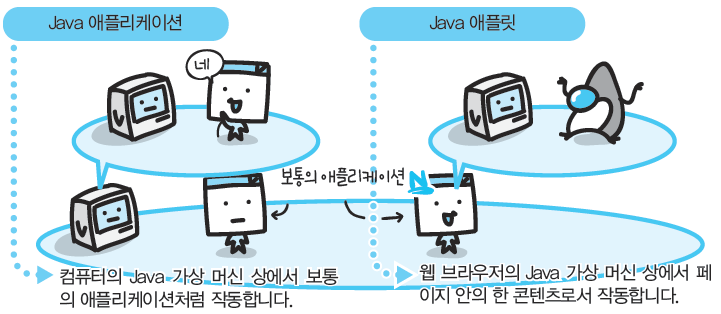 Java 애플리케이션
Java 애플릿
네
보통의 애플리케이션
N
컴퓨터의 Java 가상 머신 상에서 보통
의 애플리케이션처럼 작동합니다.
웹 브라우저의 Java 가상 머신 상에서 페
이지 안의 한 콘텐츠로서 작동합니다.